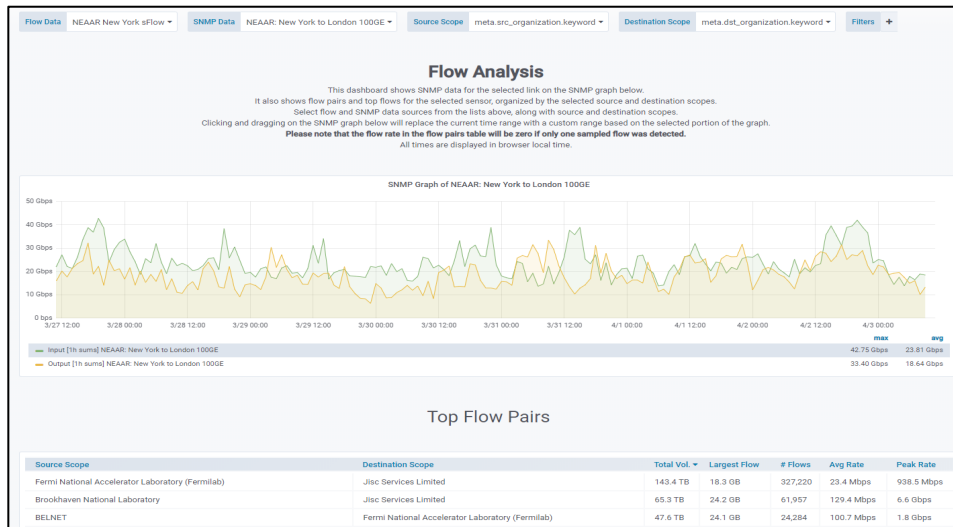 Flow Data NEAAR New York sFlow SNMP Data NEAAR: New York to London 100GE Source Scope meta.src_organization.keyword Destination Scope meta.dst_organization.keyword Filters +
Flow Analysis
This dashboard shows SNMP data for the selected link on the SNMP graph below.
It also shows flow pairs and top flows for the selected sensor, organized by the selected source and destination scopes.
Select flow and SNMP data sources from the lists above, along with source and destination scopes.
Clicking and dragging on the SNMP graph below will replace the current time range with a custom range based on the selected portion of the graph.
Please note that the flow rate in the flow pairs table will be zero if only one sampled flow was detected.
All times are displayed in browser local time.
SNMP Graph of NEAAR: New York to London 100GE
50 Gbps
40 Gbps
30 Gbps
20 Gbps
10 Gbps
0 bps
3/27 12:00 3/28 00:00 3/28 12:00 3/29 00:00 3/29 12:00 3/30 00:00 3/30 12:00 3/31 00:00 3/31 12:00 4/1 00:00 4/1 12:00 4/2 00:00 4/2 12:00 4/3 00:00
max avg
Input [1h sums] NEAAR: New York to London 100GE 42.75 Gbps 23.81 Gbps
Output [1h sums] NEAAR: New York to London 100GE 33.40 Gbps 18.64 Gbps
Top Flow Pairs
Source Scope Destination Scope Total Vol. Largest Flow # Flows Avg Rate Peak Rate
Fermi National Accelerator Laboratory (Fermilab) Jisc Services Limited 143.4 TB 18.3 GB 327,220 23.4 Mbps 938.5 Mbps
Brookhaven National Laboratory Jisc Services Limited 65.3 TB 24.2 GB 61,957 129.4 Mbps 6.6 Gbps
BELNET Fermi National Accelerator Laboratory (Fermilab) 47.6 TB 24.1 GB 24,284 100.7 Mbps 1.8 Gbps